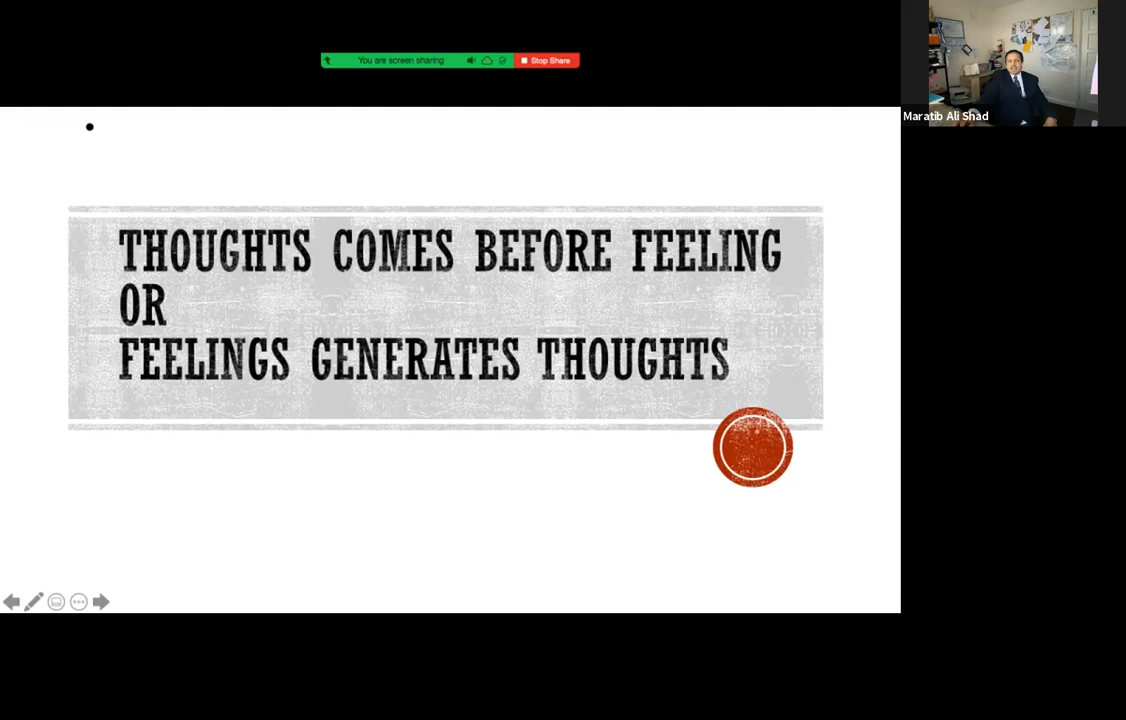 You are screen sharing
Stop Share
Maratib Ali Shad
THOUGHTS COMES BEFORE FEELING
OR
FEELINGS GENERATES THOUGHTS